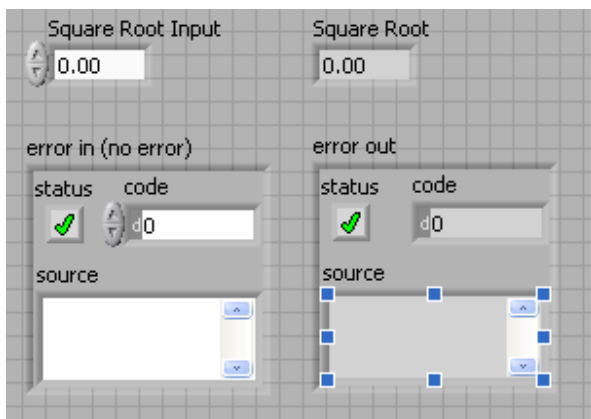 Square Root Input
0.00
Square Root
0.00
error in (no error)
status code
d0
source
error out
status code
d0
source